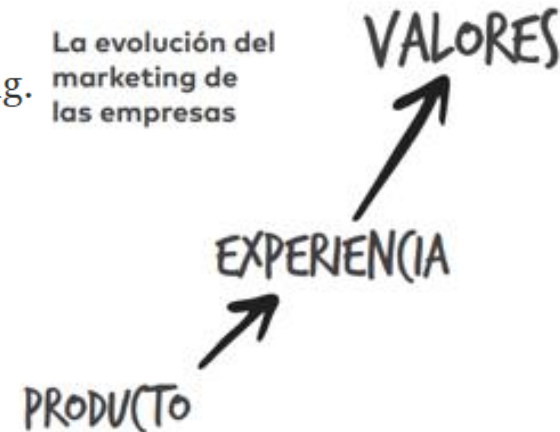 La evolución del
marketing de
las empresas
g.
VALORES
EXPERIENCIA
PRODUCTO